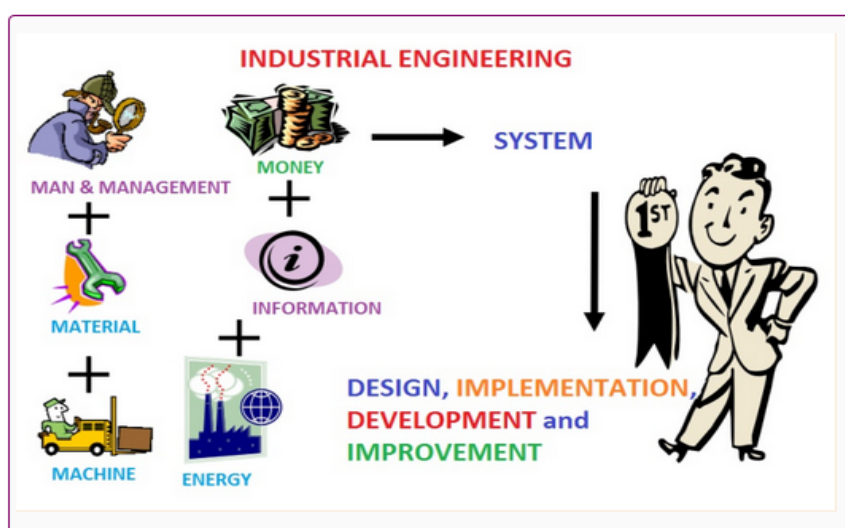 INDUSTRIAL ENGINEERING
MAN & MANAGEMENT
+
MATERIAL
+
MACHINE
MONEY
+
INFORMATION
+
ENERGY
SYSTEM
1ST
DESIGN, IMPLEMENTATION,
DEVELOPMENT and
IMPROVEMENT